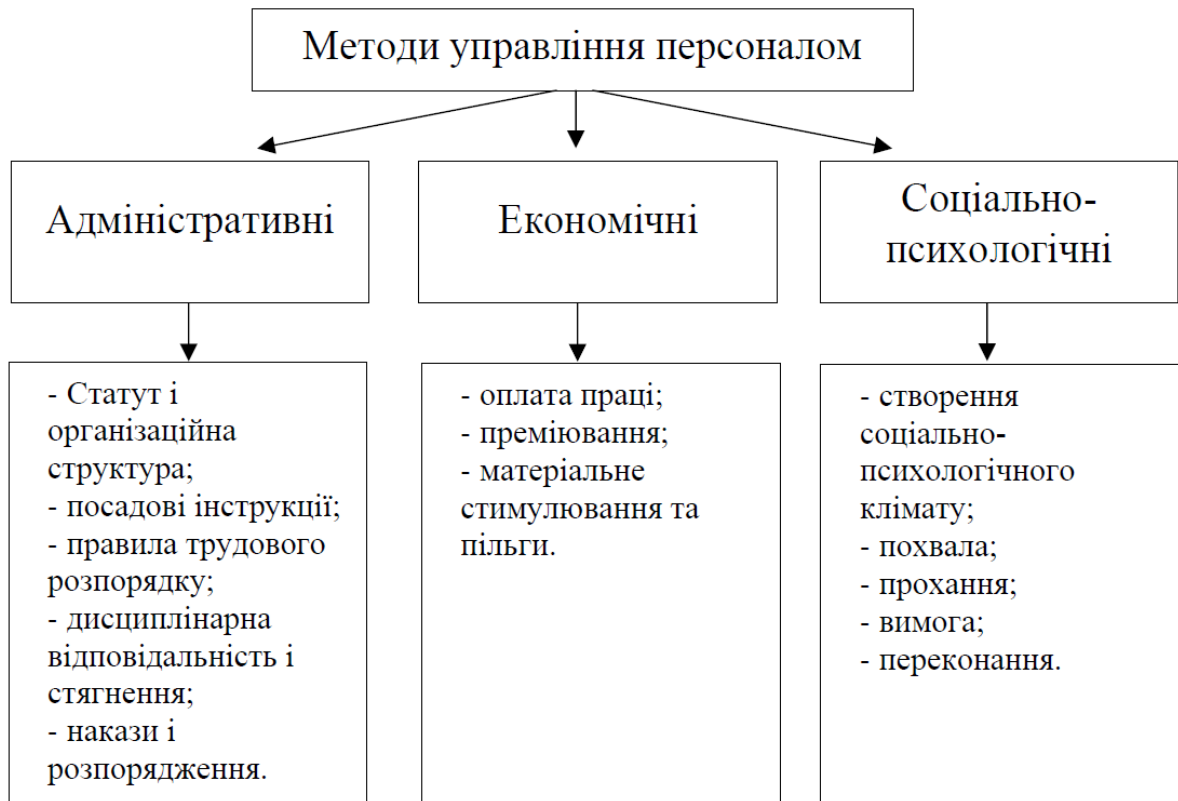 Методи управління персоналом
Адміністративні
Економічні
Соціально-
психологічні
- Статут і
організаційна
структура;
- посадові інструкції;
- правила трудового
розпорядку;
- дисциплінарна
відповідальність і
стягнення;
- накази і
розпорядження.
- оплата праці;
- преміювання;
- матеріальне
стимулювання та
пільги.
- створення
соціально-
психологічного
клімату;
- похвала;
- прохання;
- вимога;
- переконання.